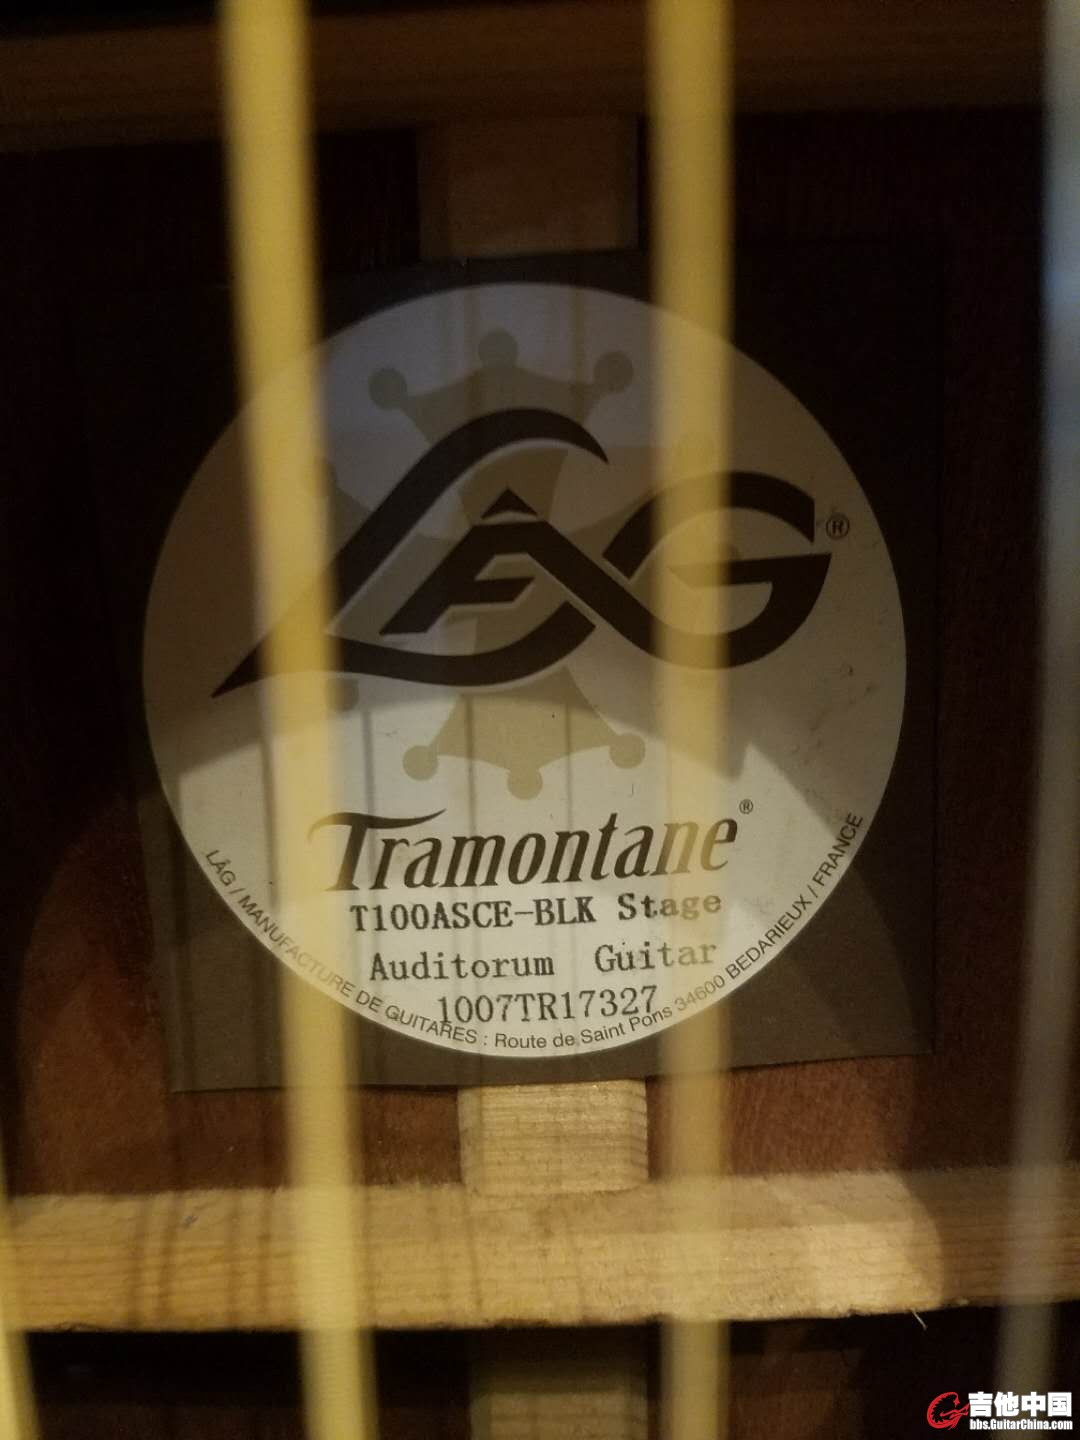 LÂG®
Tramontane®
T100ASCE-BLK Stage
Auditorum Guitar
1007TR17327
LÂG / MANUFACTURE DE GUITARES : Route de Saint Pons 34600 BEDARIEUX / FRANCE
吉他中国
bbs.GuitarChina.com